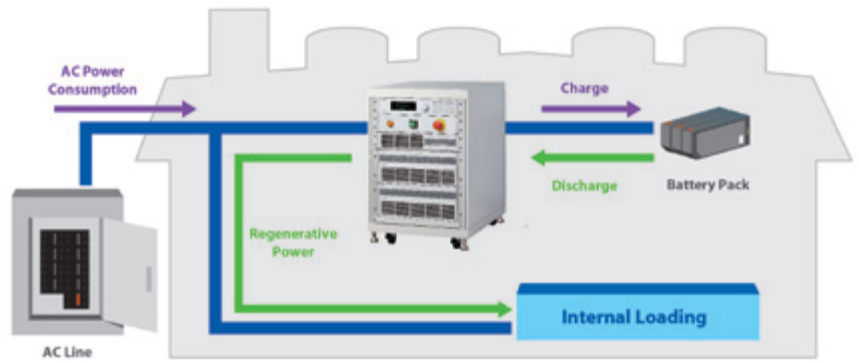 AC Power
Consumption
Charge
Discharge
Battery Pack
Regenerative
Power
Internal Loading
AC Line